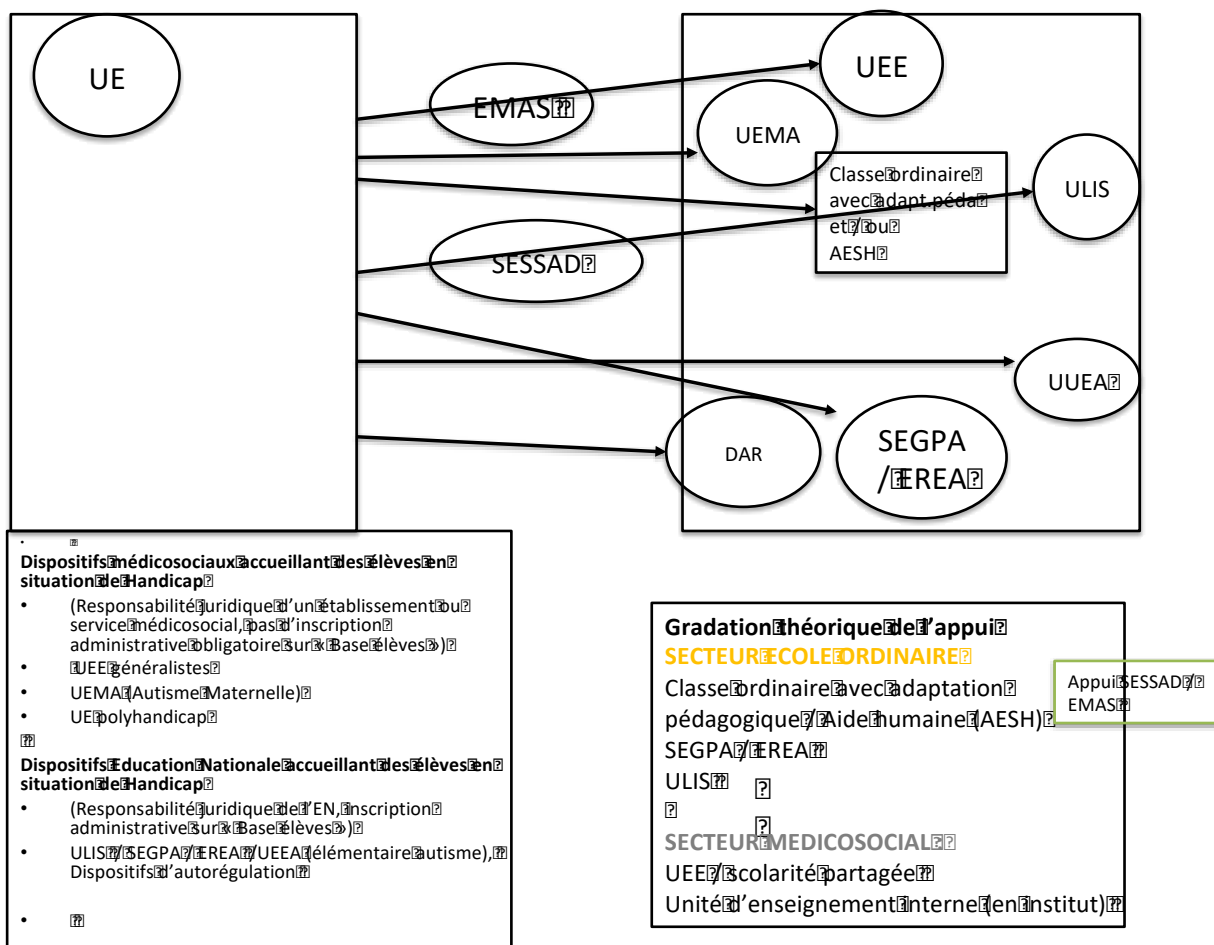 UE
EMAS
UEE
UEMA
Classe ordinaire
avec adapt.péda
et / ou
AESH
ULIS
SESSAD
UUEA
DAR
SEGPA
/ EREA
Dispositifs médicosociaux accueillant des élèves en
situation de Handicap
• (Responsabilité juridique d’un établissement ou
service médicosocial, pas d’inscription
administrative obligatoire sur « Base élèves »)
• UEE généralistes
• UEMA (Autisme Maternelle)
• UE polyhandicap
Dispositifs Education Nationale accueillant des élèves en
situation de Handicap
• (Responsabilité juridique de l’EN, inscription
administrative sur « Base élèves »)
• ULIS / SEGPA / EREA /UEEA (élémentaire autisme),
Dispositifs d’autorégulation
Gradation théorique de l’appui
SECTEUR ECOLE ORDINAIRE
Classe ordinaire avec adaptation
pédagogique / Aide humaine (AESH)
SEGPA / EREA
ULIS
SECTEUR MEDICOSOCIAL
UEE / scolarité partagée
Unité d’enseignement interne (en institut)
Appui SESSAD /
EMAS